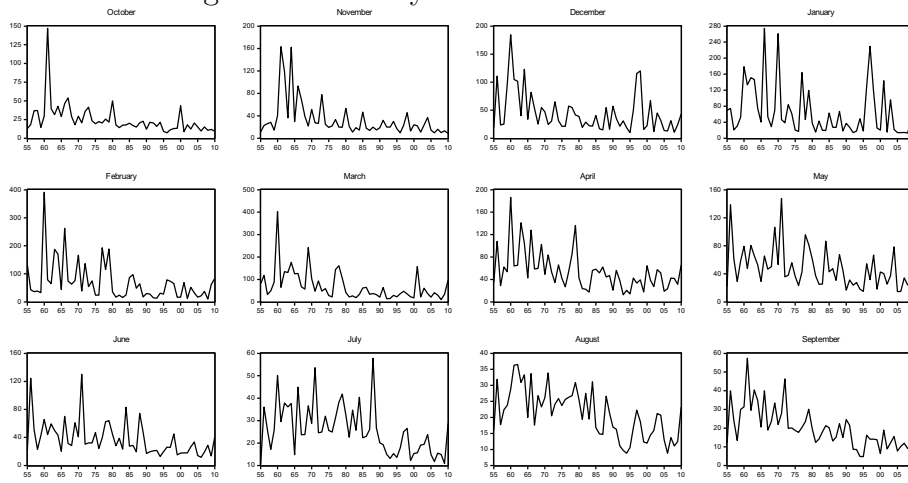 October November December January
150 200 200 280
125 160 160 240
100 120 120 200
75 80 80 160
50 40 40 120
25 0 0 80
0 40
0
55 60 65 70 75 80 85 90 95 00 05 10 55 60 65 70 75 80 85 90 95 00 05 10 55 60 65 70 75 80 85 90 95 00 05 10 55 60 65 70 75 80 85 90 95 00 05
February March April May
400 500 200 160
300 400 160 120
200 300 120 80
100 200 80 40
0 100 40 0
0 0
55 60 65 70 75 80 85 90 95 00 05 10 55 60 65 70 75 80 85 90 95 00 05 10 55 60 65 70 75 80 85 90 95 00 05 10 55 60 65 70 75 80 85 90 95 00 05
June July August September
160 60 40 60
120 50 35 50
80 40 30 40
40 30 25 30
0 20 20 20
10 15 10
10 0
5
55 60 65 70 75 80 85 90 95 00 05 10 55 60 65 70 75 80 85 90 95 00 05 10 55 60 65 70 75 80 85 90 95 00 05 10 55 60 65 70 75 80 85 90 95 00 05